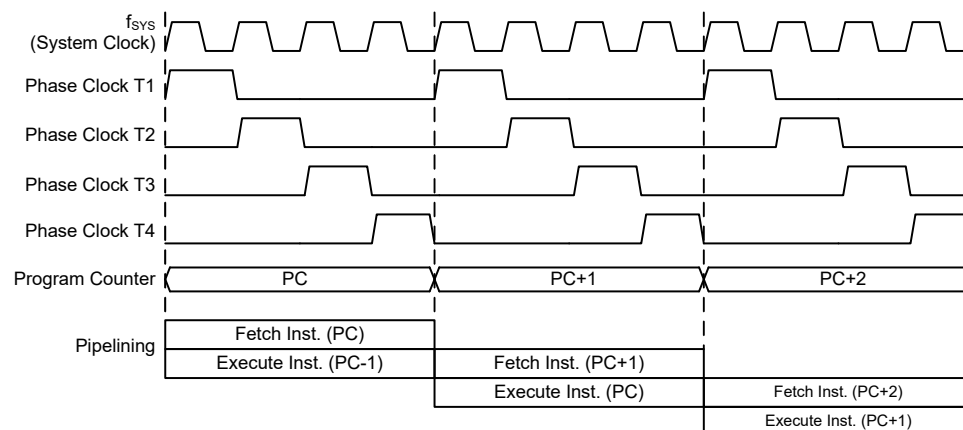 fSYS
(System Clock)
Phase Clock T1
Phase Clock T2
Phase Clock T3
Phase Clock T4
Program Counter PC PC+1 PC+2
Pipelining
Fetch Inst. (PC)
Execute Inst. (PC-1) Fetch Inst. (PC+1)
Execute Inst. (PC) Fetch Inst. (PC+2)
Execute Inst. (PC+1)